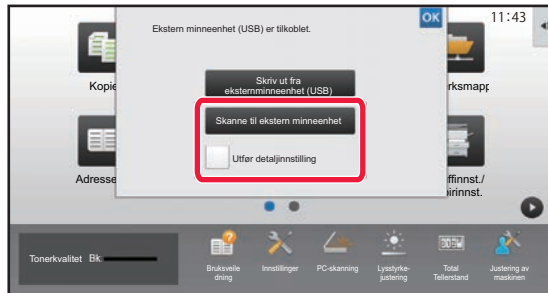 Ekstern minneenhet (USB) er tilkoblet.
OK
11:43
Skriv ut fra
eksternminneenhet (USB)
Skanne til ekstern minneenhet
Utfør detaljinnstilling
Kopie
rksmapp
Adresse
ffinnst./
pirinnst.
Tonerkvalitet Bk
Bruksveile
dning
Innstillinger
PC-skanning
Lysstyrke-
justering
Total
Tellerstand
Justering av
maskinen